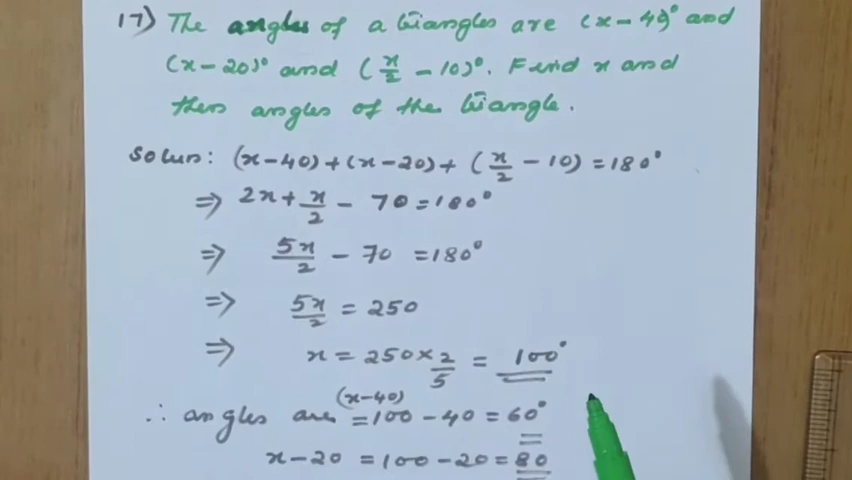 17) The angles of a triangles are (x-40)° and
(x-20)° and (x/2 - 10)°. Find x and
then angles of the triangle.
Solun: (x-40)+(x-20)+(x/2 - 10)=180°
⇒ 2x+x/2 - 70=180°
⇒ 5x/2 - 70 =180°
⇒ 5x/2 = 250
⇒ x = 250×2/5 = 100°
(x-40)
∴ angles are =100-40=60°
x-20 =100-20=80